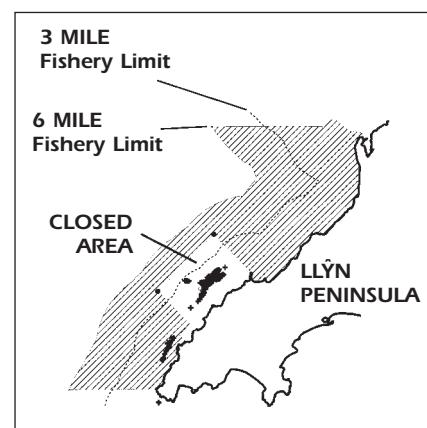 3 MILE
Fishery Limit
6 MILE
Fishery Limit
CLOSED
AREA
LLŶN
PENINSULA